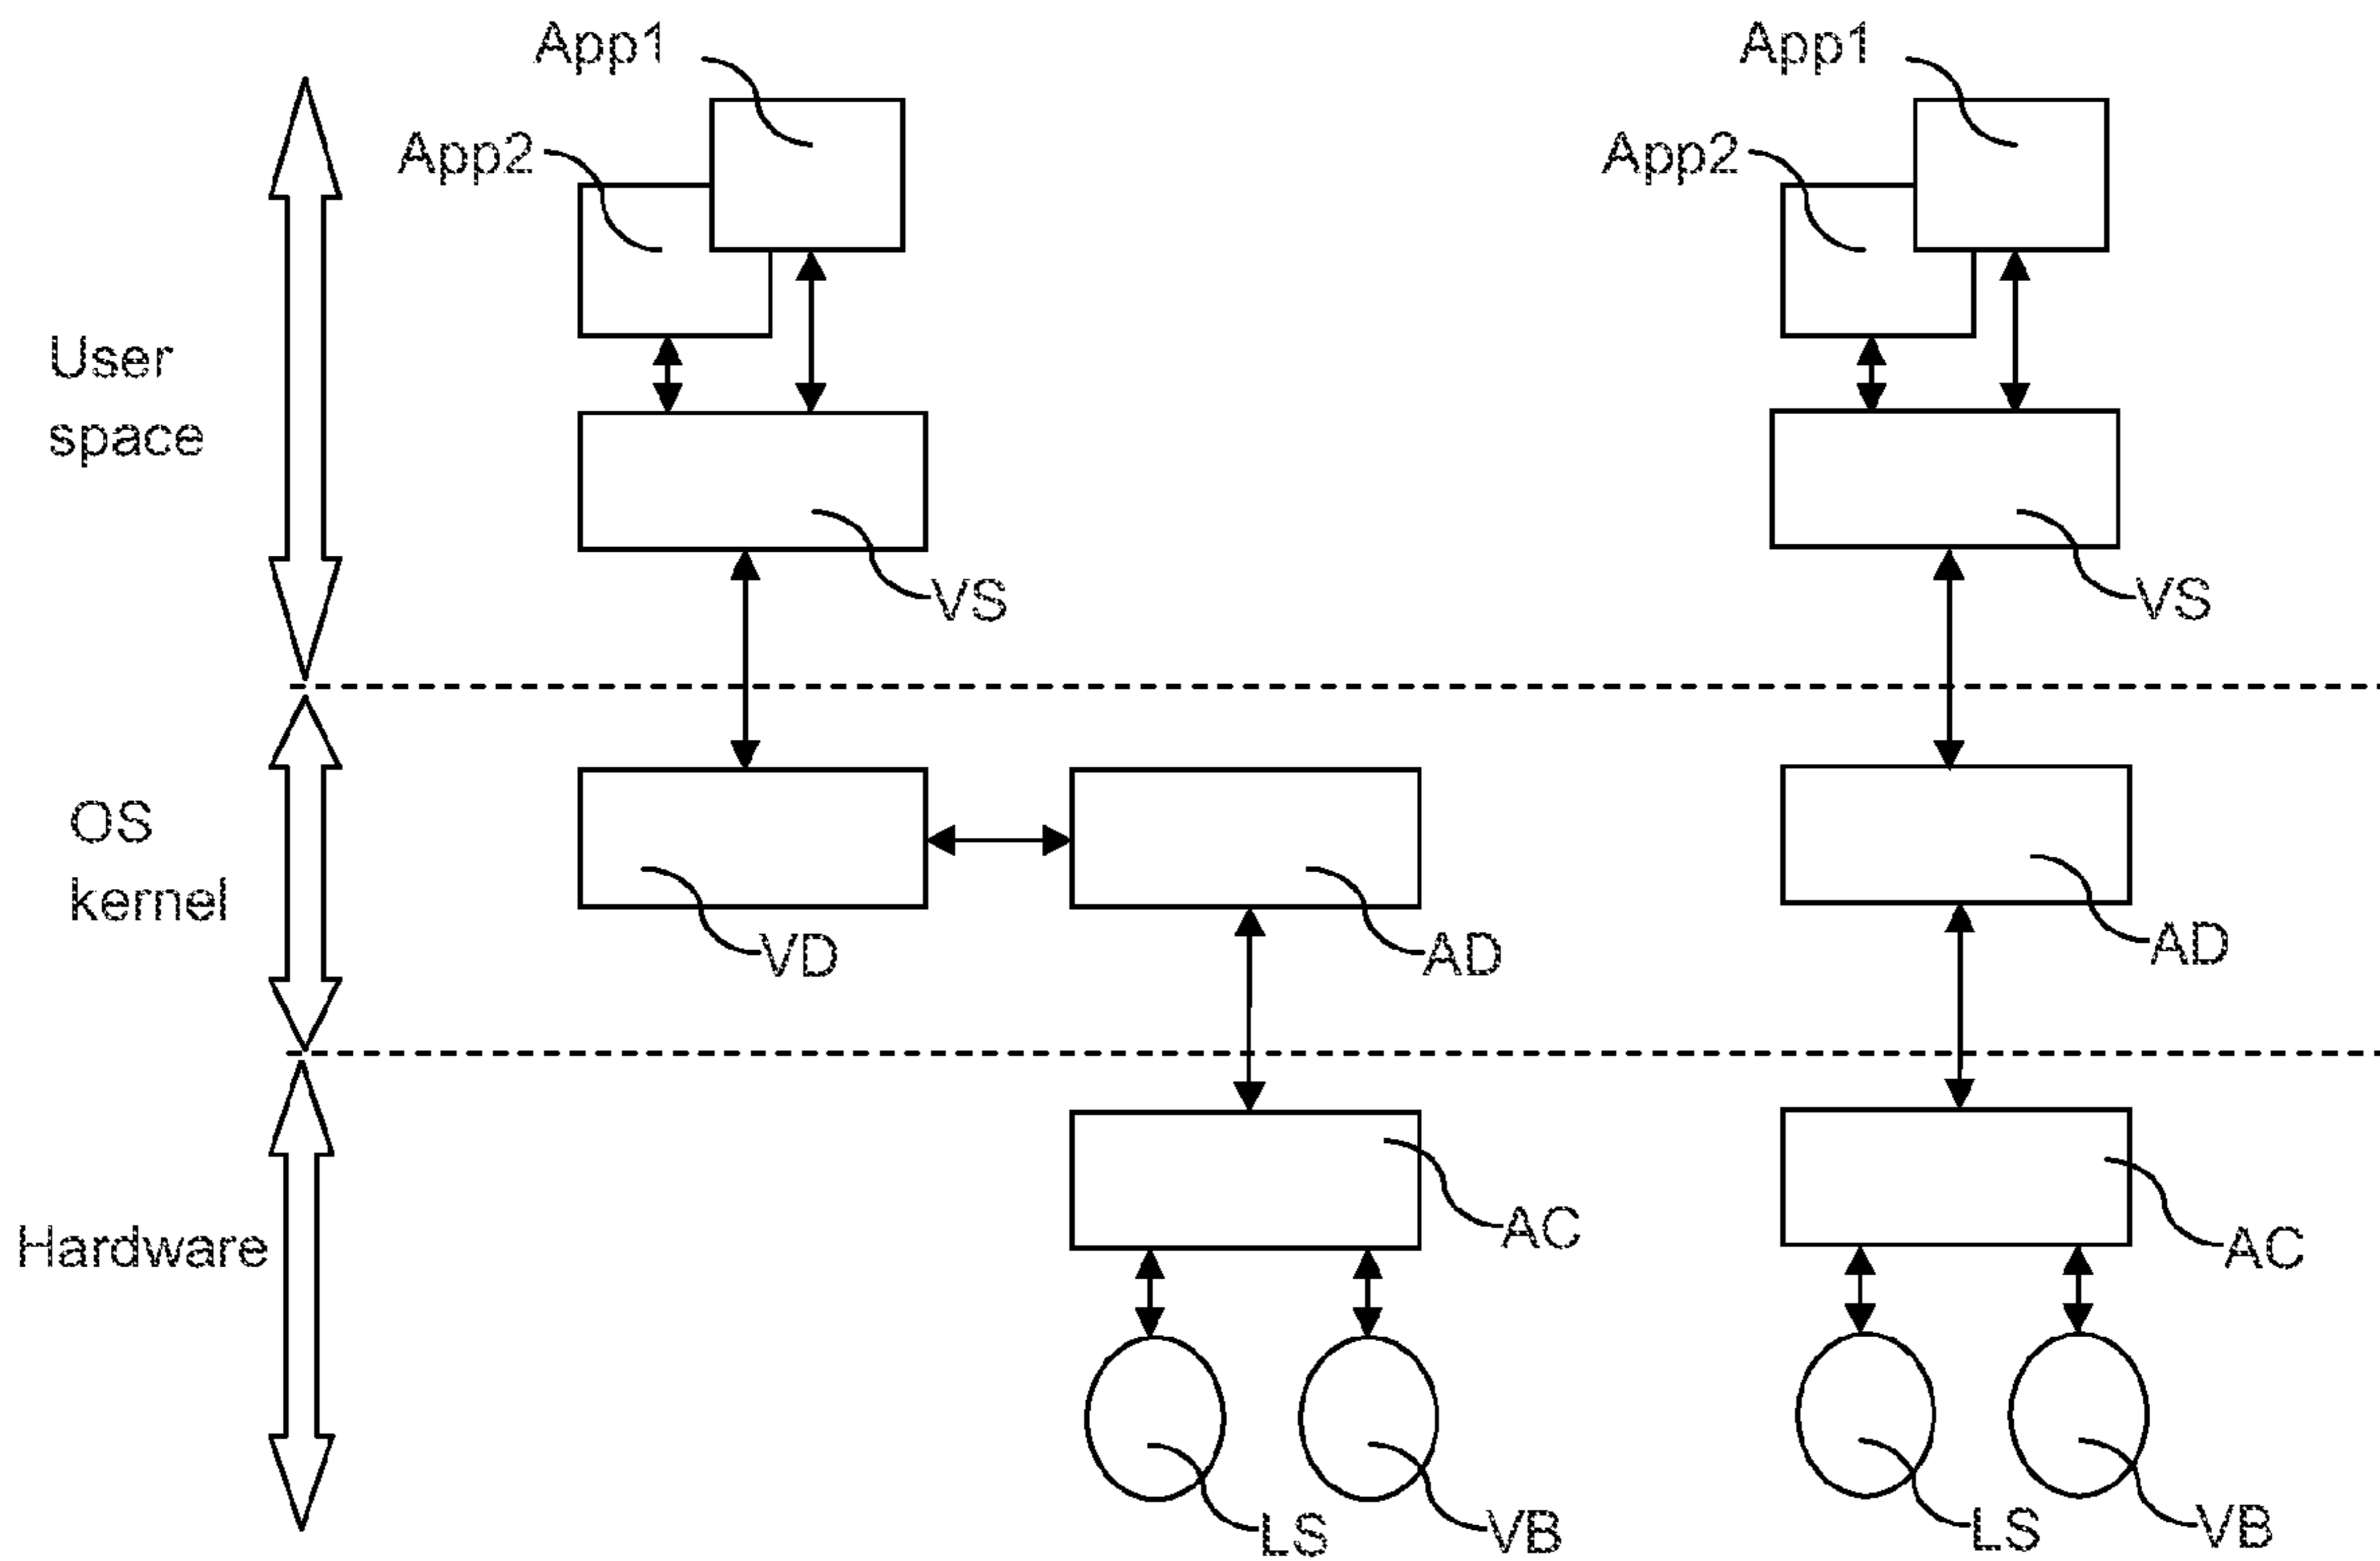 App1
App1
App2
App2
User
space
VS
VS
OS
kernel
VD
AD
AD
AC
AC
Hardware
LS
VB
LS
VB